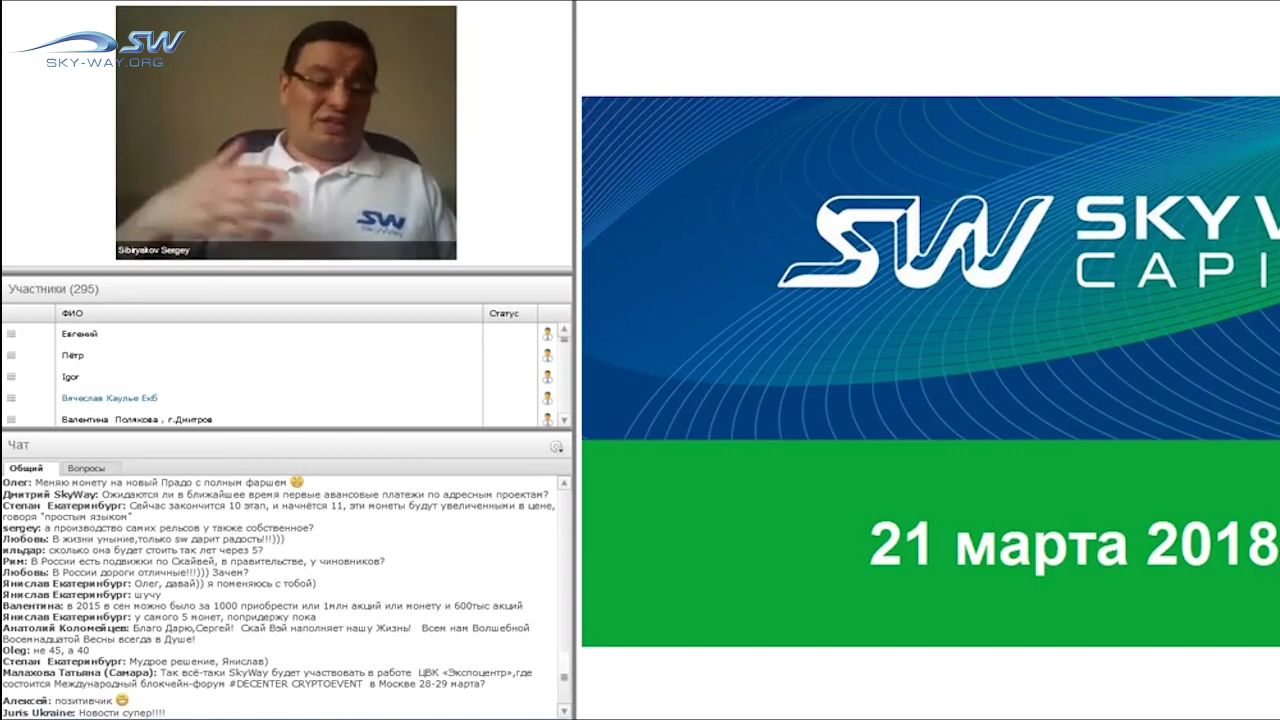 SW
SKY-WAY.ORG
Sibiryakov Sergey
Участники (295)
ФИО
Статус
Евгений
Пётр
Igor
Вячеслав Каулье Екб
Валентина Полякова , г.Дмитров
Чат
Общий
Вопросы
Олег: Меняю монету на новый Прадо с полным фаршем
Дмитрий SkyWay: Ожидаются ли в ближайшее время первые авансовые платежи по адресным проектам?
Степан Екатеринбург: Сейчас закончится 10 этап, и начнётся 11, эти монеты будут увеличенными в цене,
говоря "простым языком"
sergey: а производство самих рельсов у также собственное?
Любовь: В жизни уныние,только sw дарит радость!!!)))
ильдар: сколько она будет стоить так лет через 5?
Рим: В России есть подвижки по Скайвей, в правительстве, у чиновников?
Любовь: В России дороги отличные!!!))) Зачем?
Янислав Екатеринбург: Олег, давай)) я поменяюсь с тобой)
Янислав Екатеринбург: шучу
Валентина: в 2015 в сен можно было за 1000 приобрести или 1млн акций или монету и 600тыс акций
Янислав Екатеринбург: у самого 5 монет, попридержу пока
Анатолий Коломейцев: Благо Дарю,Сергей! Скай Вэй наполняет нашу Жизнь! Всем нам Волшебной
Восемнадцатой Весны всегда в Душе!
Oleg: не 45, а 40
Степан Екатеринбург: Мудрое решение, Янислав)
Малахова Татьяна (Самара): Так всё-таки SkyWay будет участвовать в работе ЦВК «Экспоцентр»,где
состоится Международный блокчейн-форум #DECENTER CRYPTOEVENT в Москве 28-29 марта?
Алексей: позитивчик
Juris Ukraine: Новости супер!!!!
SW
SW
SKY
CAPI
21 марта 2018